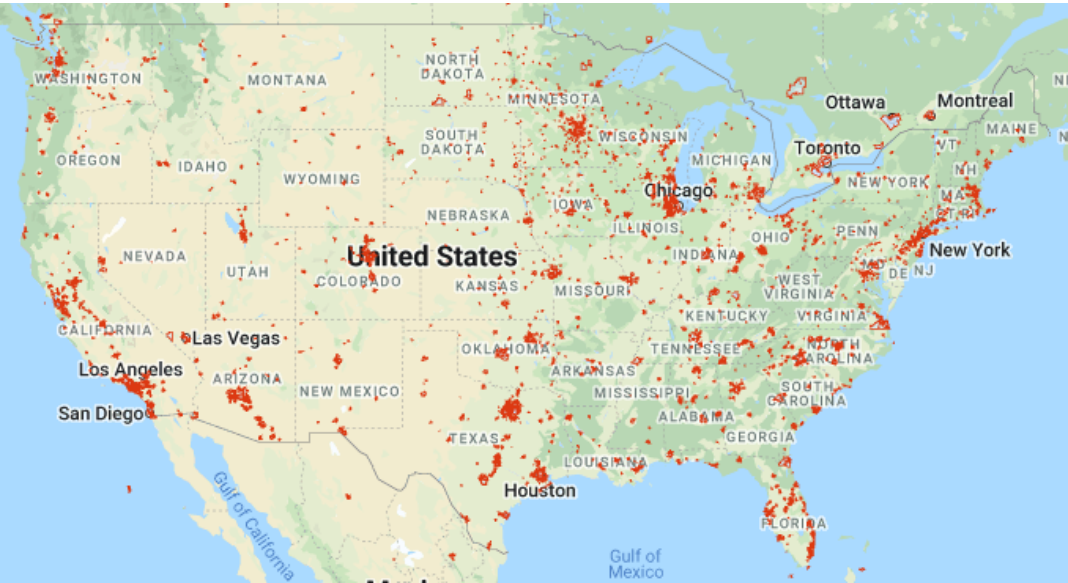 WASHINGTON
MONTANA
NORTH
DAKOTA
MINNESOTA
Ottawa
Montreal
MAINE
OREGON
IDAHO
SOUTH
DAKOTA
WISCONSIN
MICHIGAN
Toronto
VT
NH
WYOMING
NEW YORK
MA
Chicago
IOWA
NEBRASKA
ILLINOIS
OHIO
PENN
NEVADA
UTAH
United States
COLORADO
KANSAS
MISSOURI
INDIANA
WEST
VIRGINIA
DE
NJ
New York
CALIFORNIA
Las Vegas
KENTUCKY
VIRGINIA
OKLAHOMA
TENNESSEE
NORTH
CAROLINA
Los Angeles
ARIZONA
NEW MEXICO
ARKANSAS
MISSISSIPPI
SOUTH
CAROLINA
San Diego
ALABAMA
TEXAS
GEORGIA
LOUISIANA
Houston
Gulf of California
FLORIDA
Gulf of
Mexico